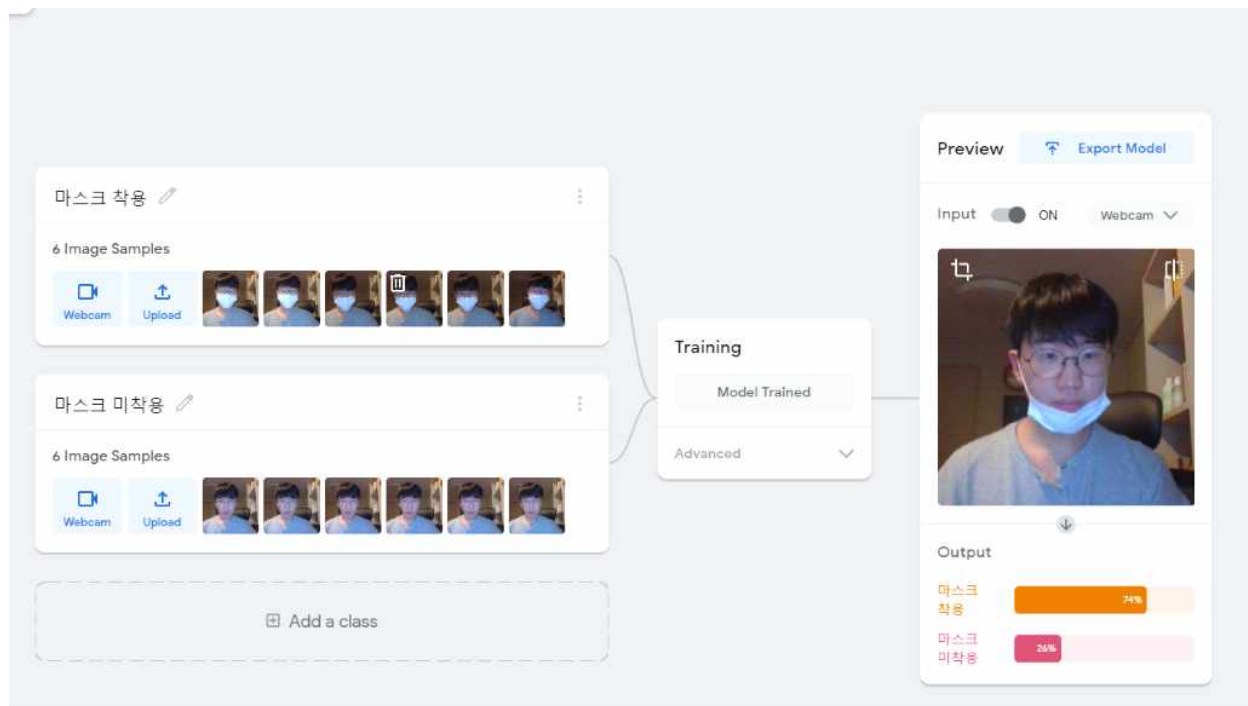 마스크 착용
6 Image Samples
Webcam
Upload
마스크 미착용
6 Image Samples
Webcam
Upload
Add a class
Training
Model Trained
Advanced
Preview
Export Model
Input
ON
Webcam
Output
마스크
착용
74%
마스크
미착용
26%